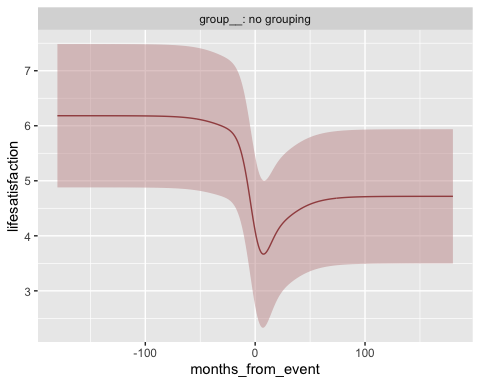 group__: no grouping
lifesatisfaction
7
6
5
4
3
-100
0
100
months_from_event